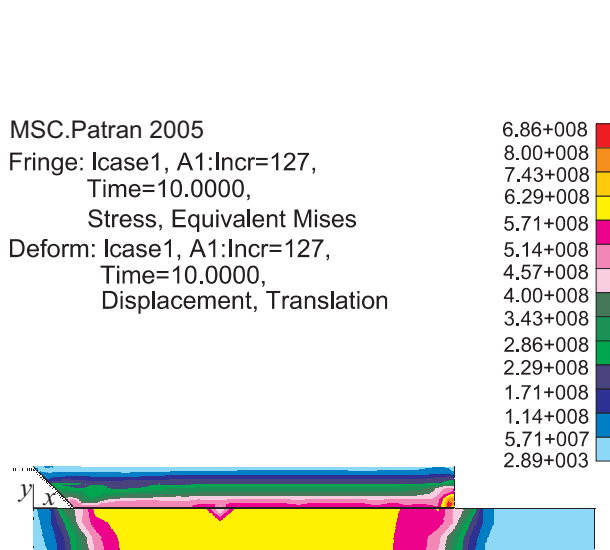 MSC.Patran 2005
Fringe: Icase1, A1:Incr=127,
Time=10.0000,
Stress, Equivalent Mises
Deform: Icase1, A1:Incr=127,
Time=10.0000,
Displacement, Translation
6.86+008
8.00+008
7.43+008
6.29+008
5.71+008
5.14+008
4.57+008
4.00+008
3.43+008
2.86+008
2.29+008
1.71+008
1.14+008
5.71+007
2.89+003
y x